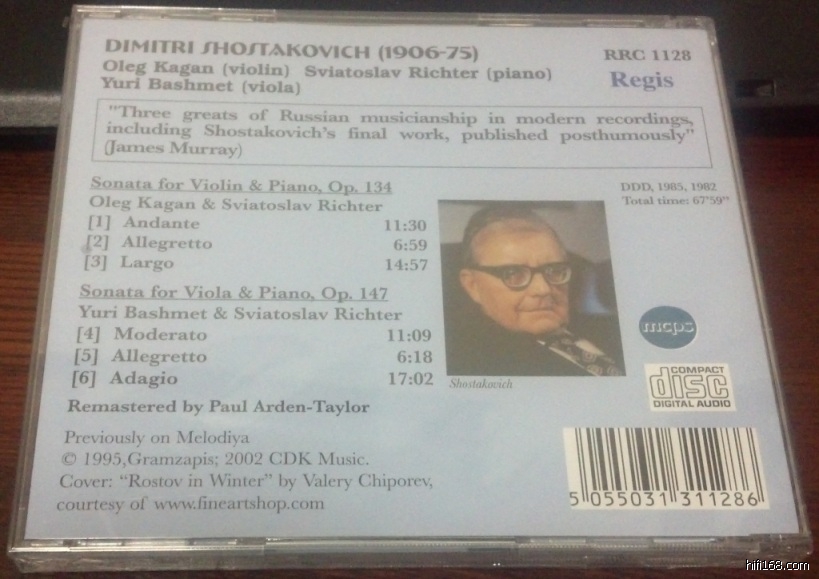 DIMITRI SHOSTAKOVICH (1906-75)
RRC 1128
Oleg Kagan (violin) Sviatoslav Richter (piano)
Yuri Bashmet (viola)
Regis
"Three greats of Russian musicianship in modern recordings,
including Shostakovich's final work, published posthumously"
(James Murray)
Sonata for Violin & Piano, Op. 134
Oleg Kagan & Sviatoslav Richter
[1] Andante 11:30
[2] Allegretto 6:59
[3] Largo 14:57
DDD, 1985, 1982
Total time: 67'59"
Sonata for Viola & Piano, Op. 147
Yuri Bashmet & Sviatoslav Richter
[4] Moderato 11:09
[5] Allegretto 6:18
[6] Adagio 17:02
Shostakovich
mcps
COMPACT
disc
DIGITAL AUDIO
Remastered by Paul Arden-Taylor
Previously on Melodiya
© 1995,Gramzapis; 2002 CDK Music.
Cover: "Rostov in Winter" by Valery Chiporev,
courtesy of www.fineartshop.com
5 055031 311286
hifi168.com